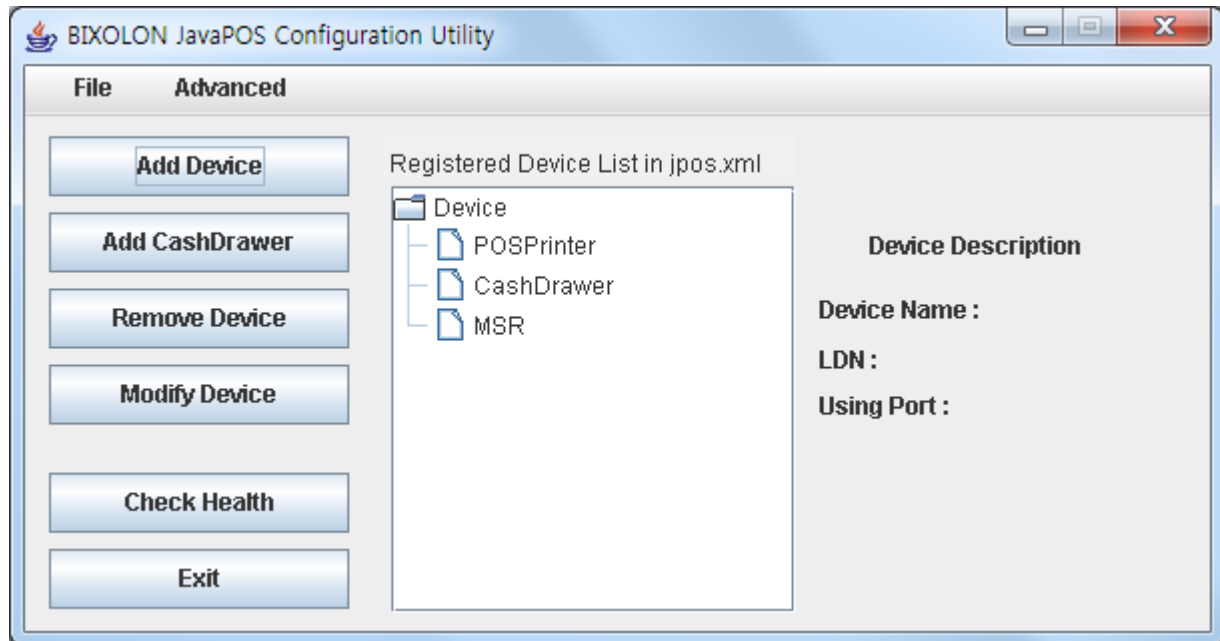 BIXOLON JavaPOS Configuration Utility
File Advanced
Add Device
Add CashDrawer
Remove Device
Modify Device
Check Health
Exit
Registered Device List in jpos.xml
Device
POSPrinter
CashDrawer
MSR
Device Description
Device Name :
LDN :
Using Port :